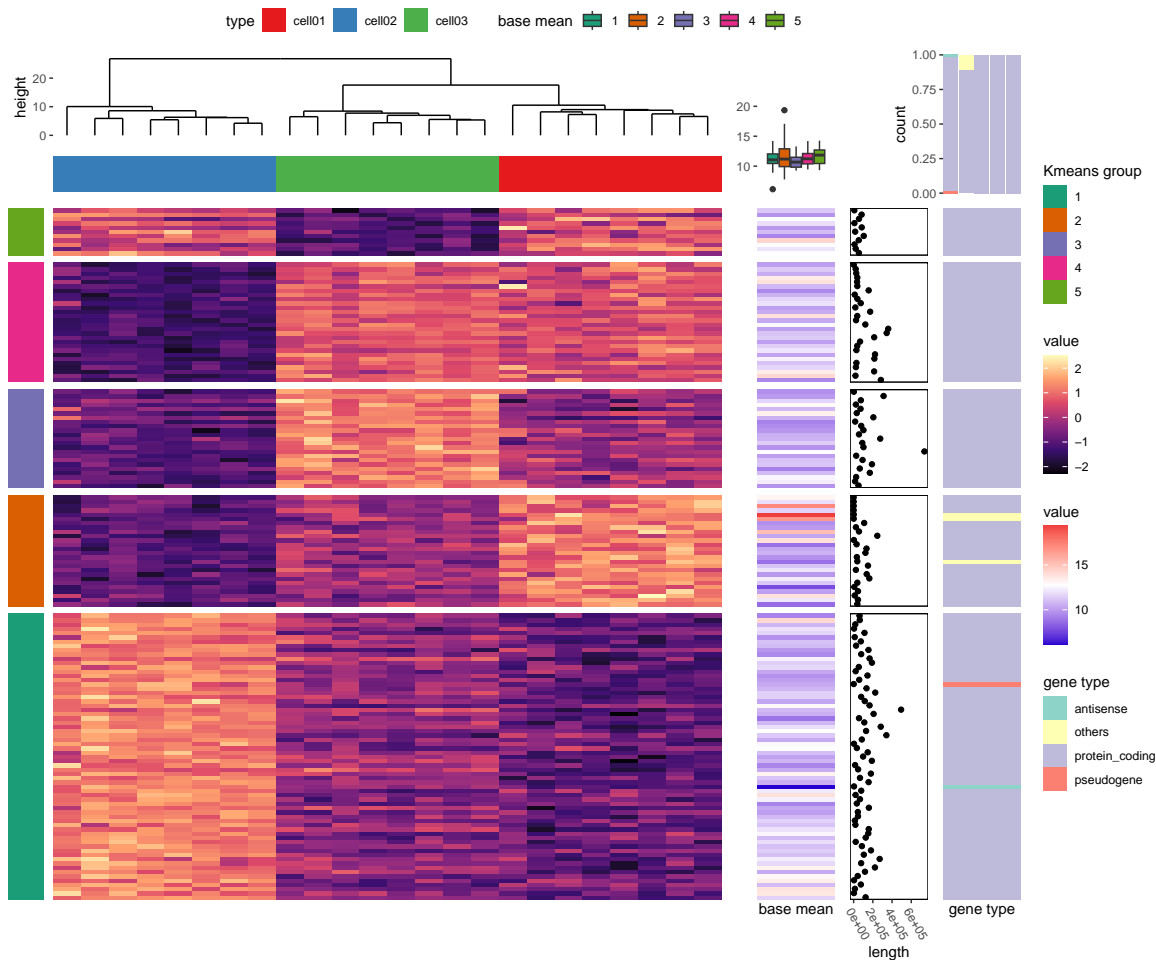 type cell01 cell02 cell03 base mean 1 2 3 4 5
height
20
10
0
20
15
10
count
1.00
0.75
0.50
0.25
0.00
Kmeans group
1
2
3
4
5
value
2
1
0
−1
−2
value
15
10
gene type
antisense
others
protein_coding
pseudogene
base mean
0e+00 2e+05 4e+05 6e+05
length
gene type